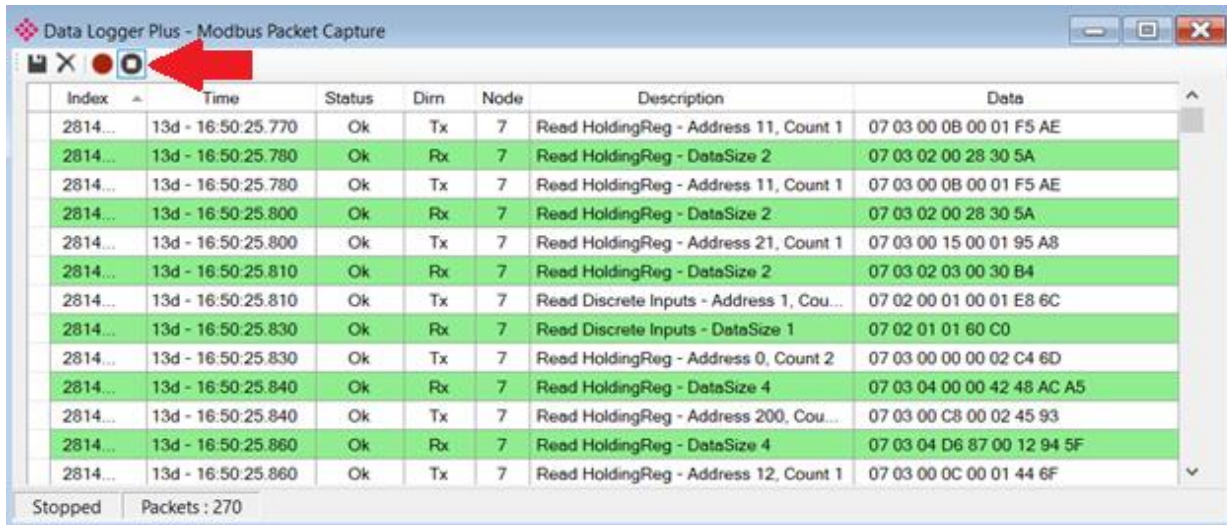 Data Logger Plus - Modbus Packet Capture
Index Time Status Dirn Node Description Data
2814... 13d - 16:50:25.770 Ok Tx 7 Read HoldingReg - Address 11, Count 1 07 03 00 0B 00 01 F5 AE
2814... 13d - 16:50:25.780 Ok Rx 7 Read HoldingReg - DataSize 2 07 03 02 00 28 30 5A
2814... 13d - 16:50:25.780 Ok Tx 7 Read HoldingReg - Address 11, Count 1 07 03 00 0B 00 01 F5 AE
2814... 13d - 16:50:25.800 Ok Rx 7 Read HoldingReg - DataSize 2 07 03 02 00 28 30 5A
2814... 13d - 16:50:25.800 Ok Tx 7 Read HoldingReg - Address 21, Count 1 07 03 00 15 00 01 95 A8
2814... 13d - 16:50:25.810 Ok Rx 7 Read HoldingReg - DataSize 2 07 03 02 03 00 30 B4
2814... 13d - 16:50:25.810 Ok Tx 7 Read Discrete Inputs - Address 1, Cou... 07 02 00 01 00 01 E8 6C
2814... 13d - 16:50:25.830 Ok Rx 7 Read Discrete Inputs - DataSize 1 07 02 01 01 60 C0
2814... 13d - 16:50:25.830 Ok Tx 7 Read HoldingReg - Address 0, Count 2 07 03 00 00 00 02 C4 6D
2814... 13d - 16:50:25.840 Ok Rx 7 Read HoldingReg - DataSize 4 07 03 04 00 00 42 48 AC A5
2814... 13d - 16:50:25.840 Ok Tx 7 Read HoldingReg - Address 200, Cou... 07 03 00 C8 00 02 45 93
2814... 13d - 16:50:25.860 Ok Rx 7 Read HoldingReg - DataSize 4 07 03 04 D6 87 00 12 94 5F
2814... 13d - 16:50:25.860 Ok Tx 7 Read HoldingReg - Address 12, Count 1 07 03 00 0C 00 01 44 6F
Stopped Packets : 270